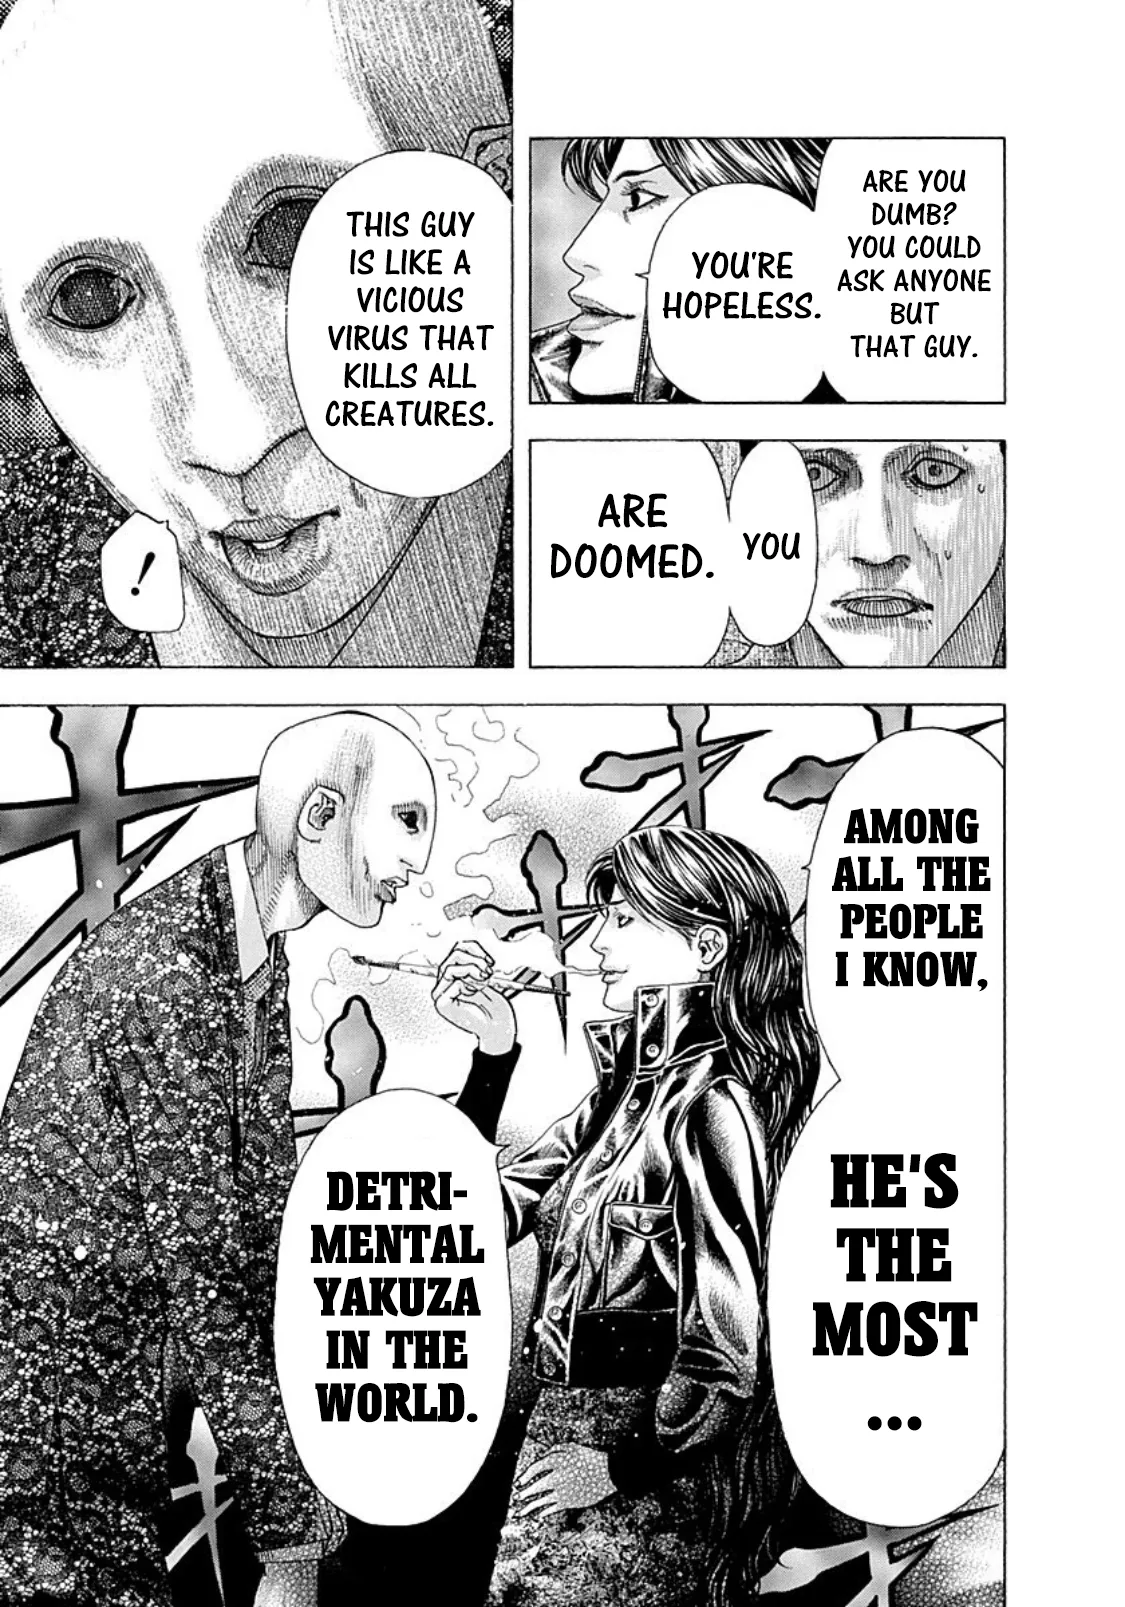 ARE YOU
DUMB?
YOU COULD
ASK ANYONE
BUT
THAT GUY.
YOU'RE
HOPELESS.
THIS GUY
IS LIKE A
VICIOUS
VIRUS THAT
KILLS ALL
CREATURES.
!
YOU
ARE
DOOMED.
AMONG
ALL THE
PEOPLE
I KNOW,
HE'S
THE
MOST
...
DETRI-
MENTAL
YAKUZA
IN THE
WORLD.